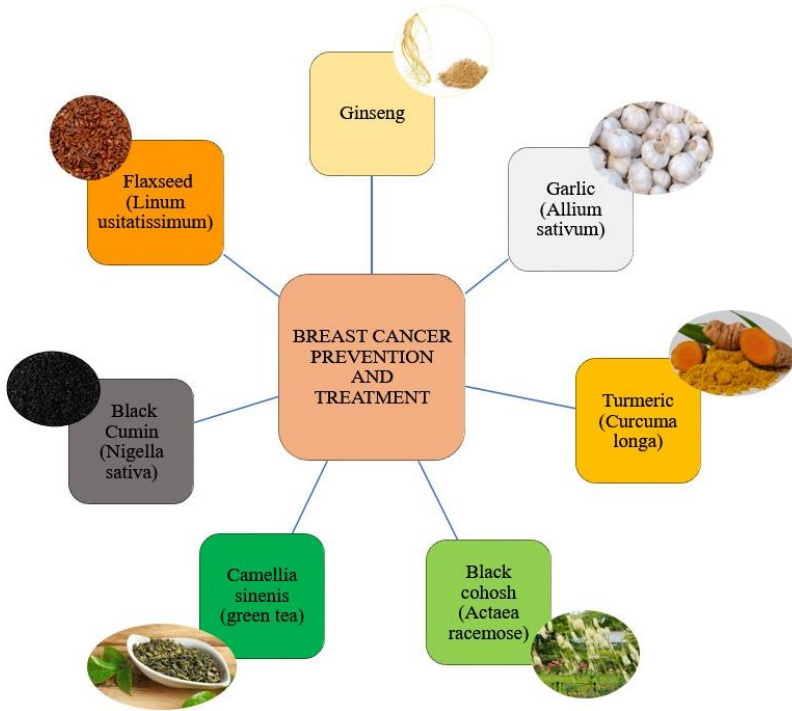 Ginseng
Garlic
(Allium
sativum)
Turmeric
(Curcuma
longa)
Black
cohosh
(Actaea
racemose)
Camellia
sinenis
(green tea)
Black
Cumin
(Nigella
sativa)
Flaxseed
(Linum
usitatissimum)
BREAST CANCER
PREVENTION
AND
TREATMENT